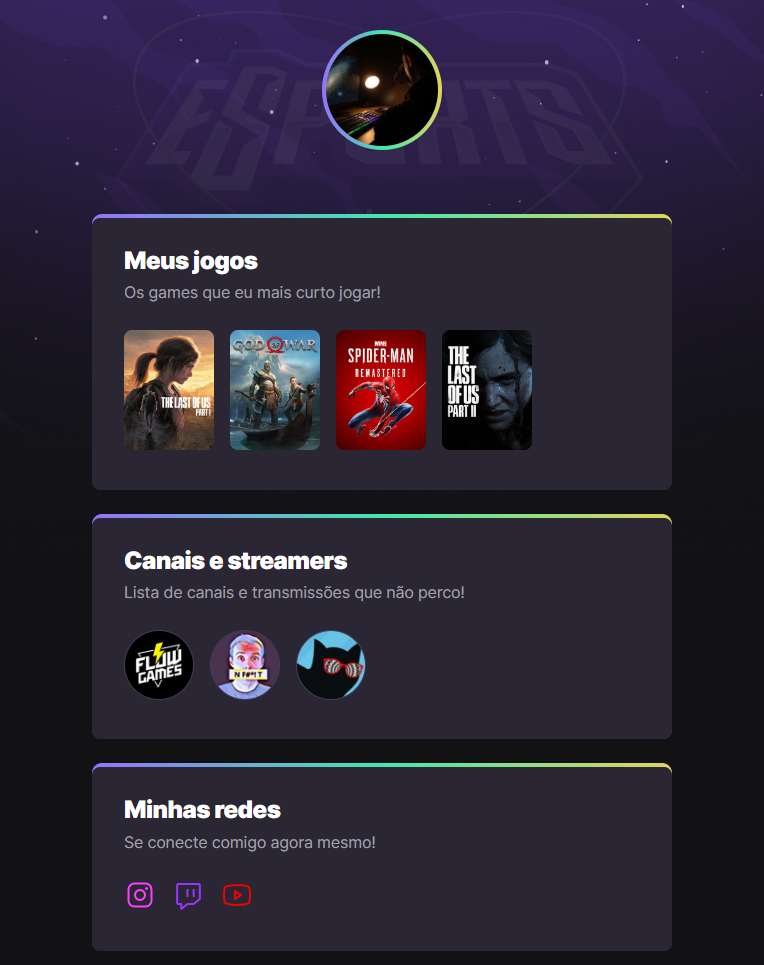 ESPORTS
Meus jogos
Os games que eu mais curto jogar!
THE LAST OF US
PART I
GOD OF WAR
MARVEL
SPIDER-MAN
REMASTERED
THE
LAST
OF US
PART II
Canais e streamers
Lista de canais e transmissões que não perco!
FLOW
GAMES
Minhas redes
Se conecte comigo agora mesmo!